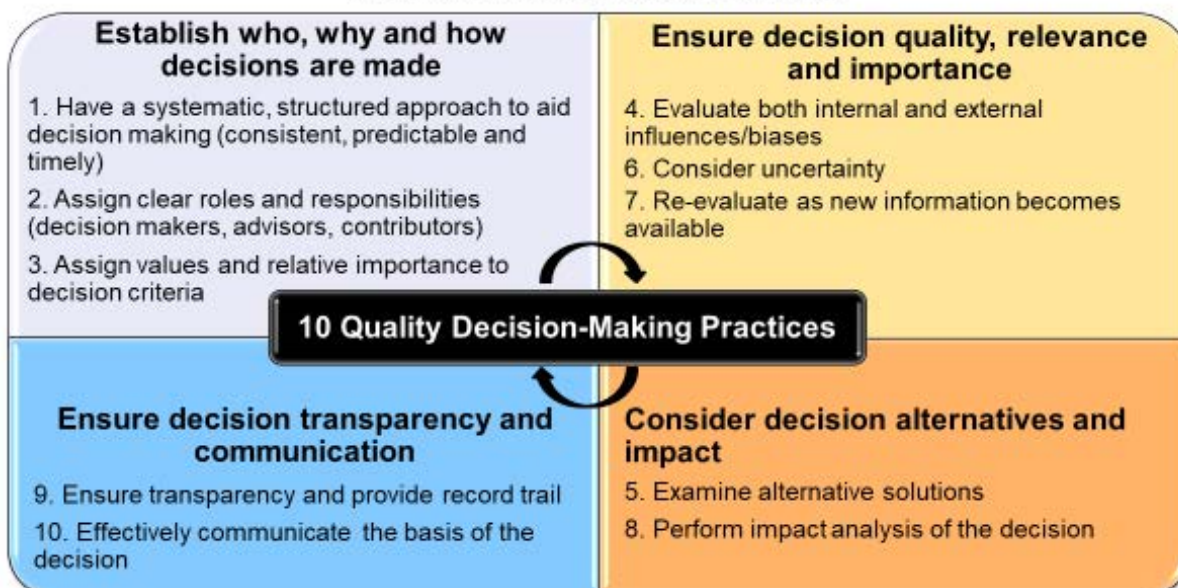 Establish who, why and how
decisions are made
1. Have a systematic, structured approach to aid
decision making (consistent, predictable and
timely)
2. Assign clear roles and responsibilities
(decision makers, advisors, contributors)
3. Assign values and relative importance to
decision criteria
Ensure decision quality, relevance
and importance
4. Evaluate both internal and external
influences/biases
6. Consider uncertainty
7. Re-evaluate as new information becomes
available
10 Quality Decision-Making Practices
Ensure decision transparency and
communication
9. Ensure transparency and provide record trail
10. Effectively communicate the basis of the
decision
Consider decision alternatives and
impact
5. Examine alternative solutions
8. Perform impact analysis of the decision